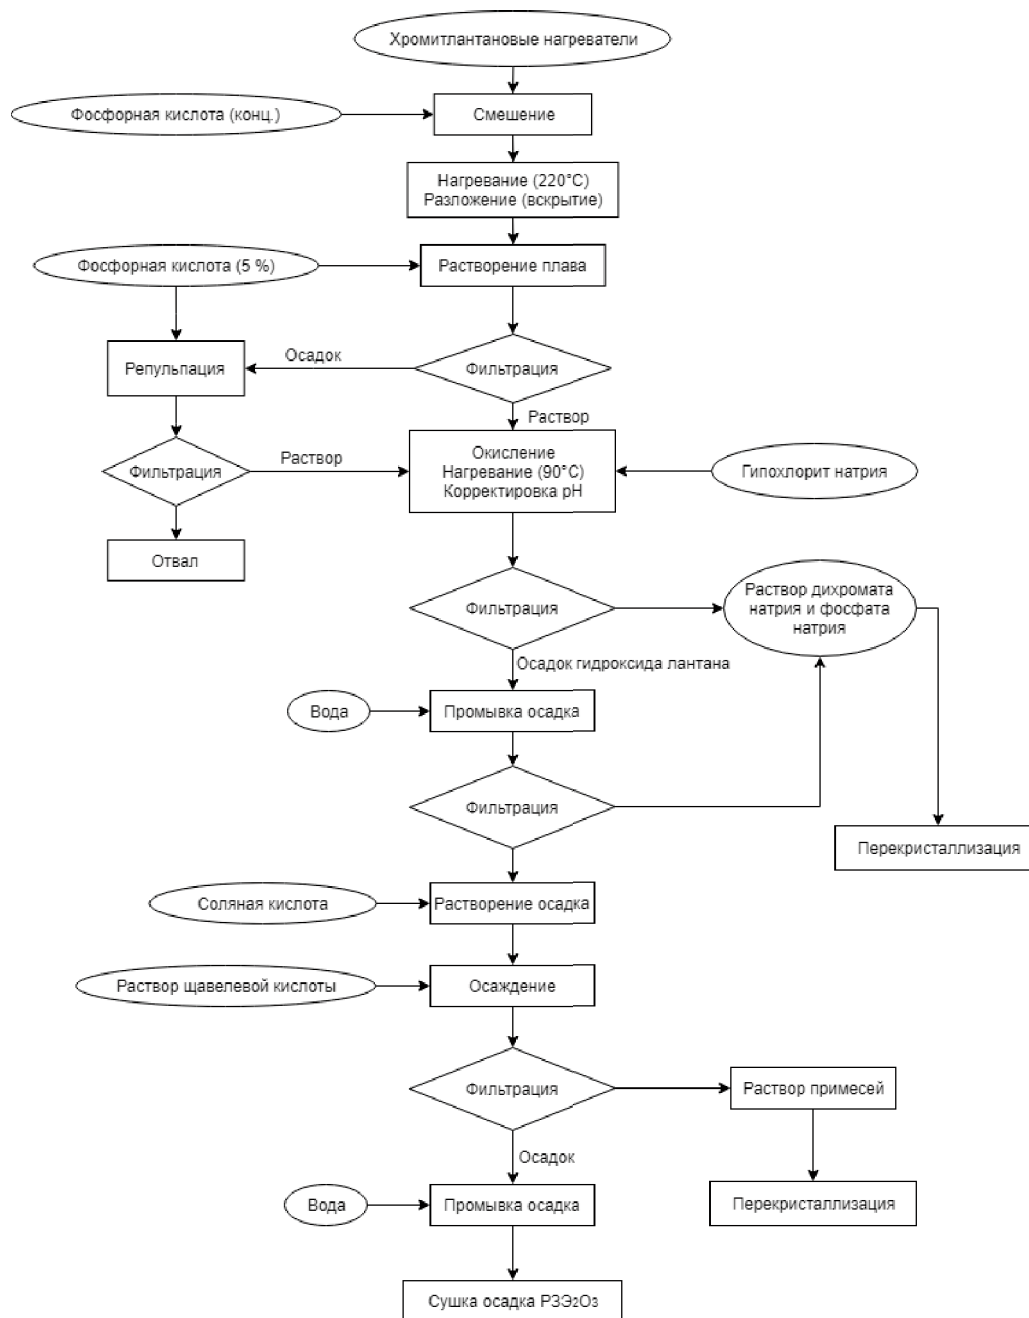 Хромитлантановые нагреватели
Фосфорная кислота (конц.)
Смешение
Нагревание (220°C)
Разложение (вскрытие)
Фосфорная кислота (5 %)
Растворение плава
Осадок
Репульпация
Фильтрация
Раствор
Фильтрация
Раствор
Окисление
Нагревание (90°C)
Корректировка pH
Гипохлорит натрия
Отвал
Фильтрация
Раствор дихромата
натрия и фосфата
натрия
Осадок гидроксида лантана
Вода
Промывка осадка
Фильтрация
Перекристаллизация
Соляная кислота
Растворение осадка
Раствор щавелевой кислоты
Осаждение
Фильтрация
Раствор примесей
Осадок
Вода
Промывка осадка
Перекристаллизация
Сушка осадка РЗЭ₂О₃